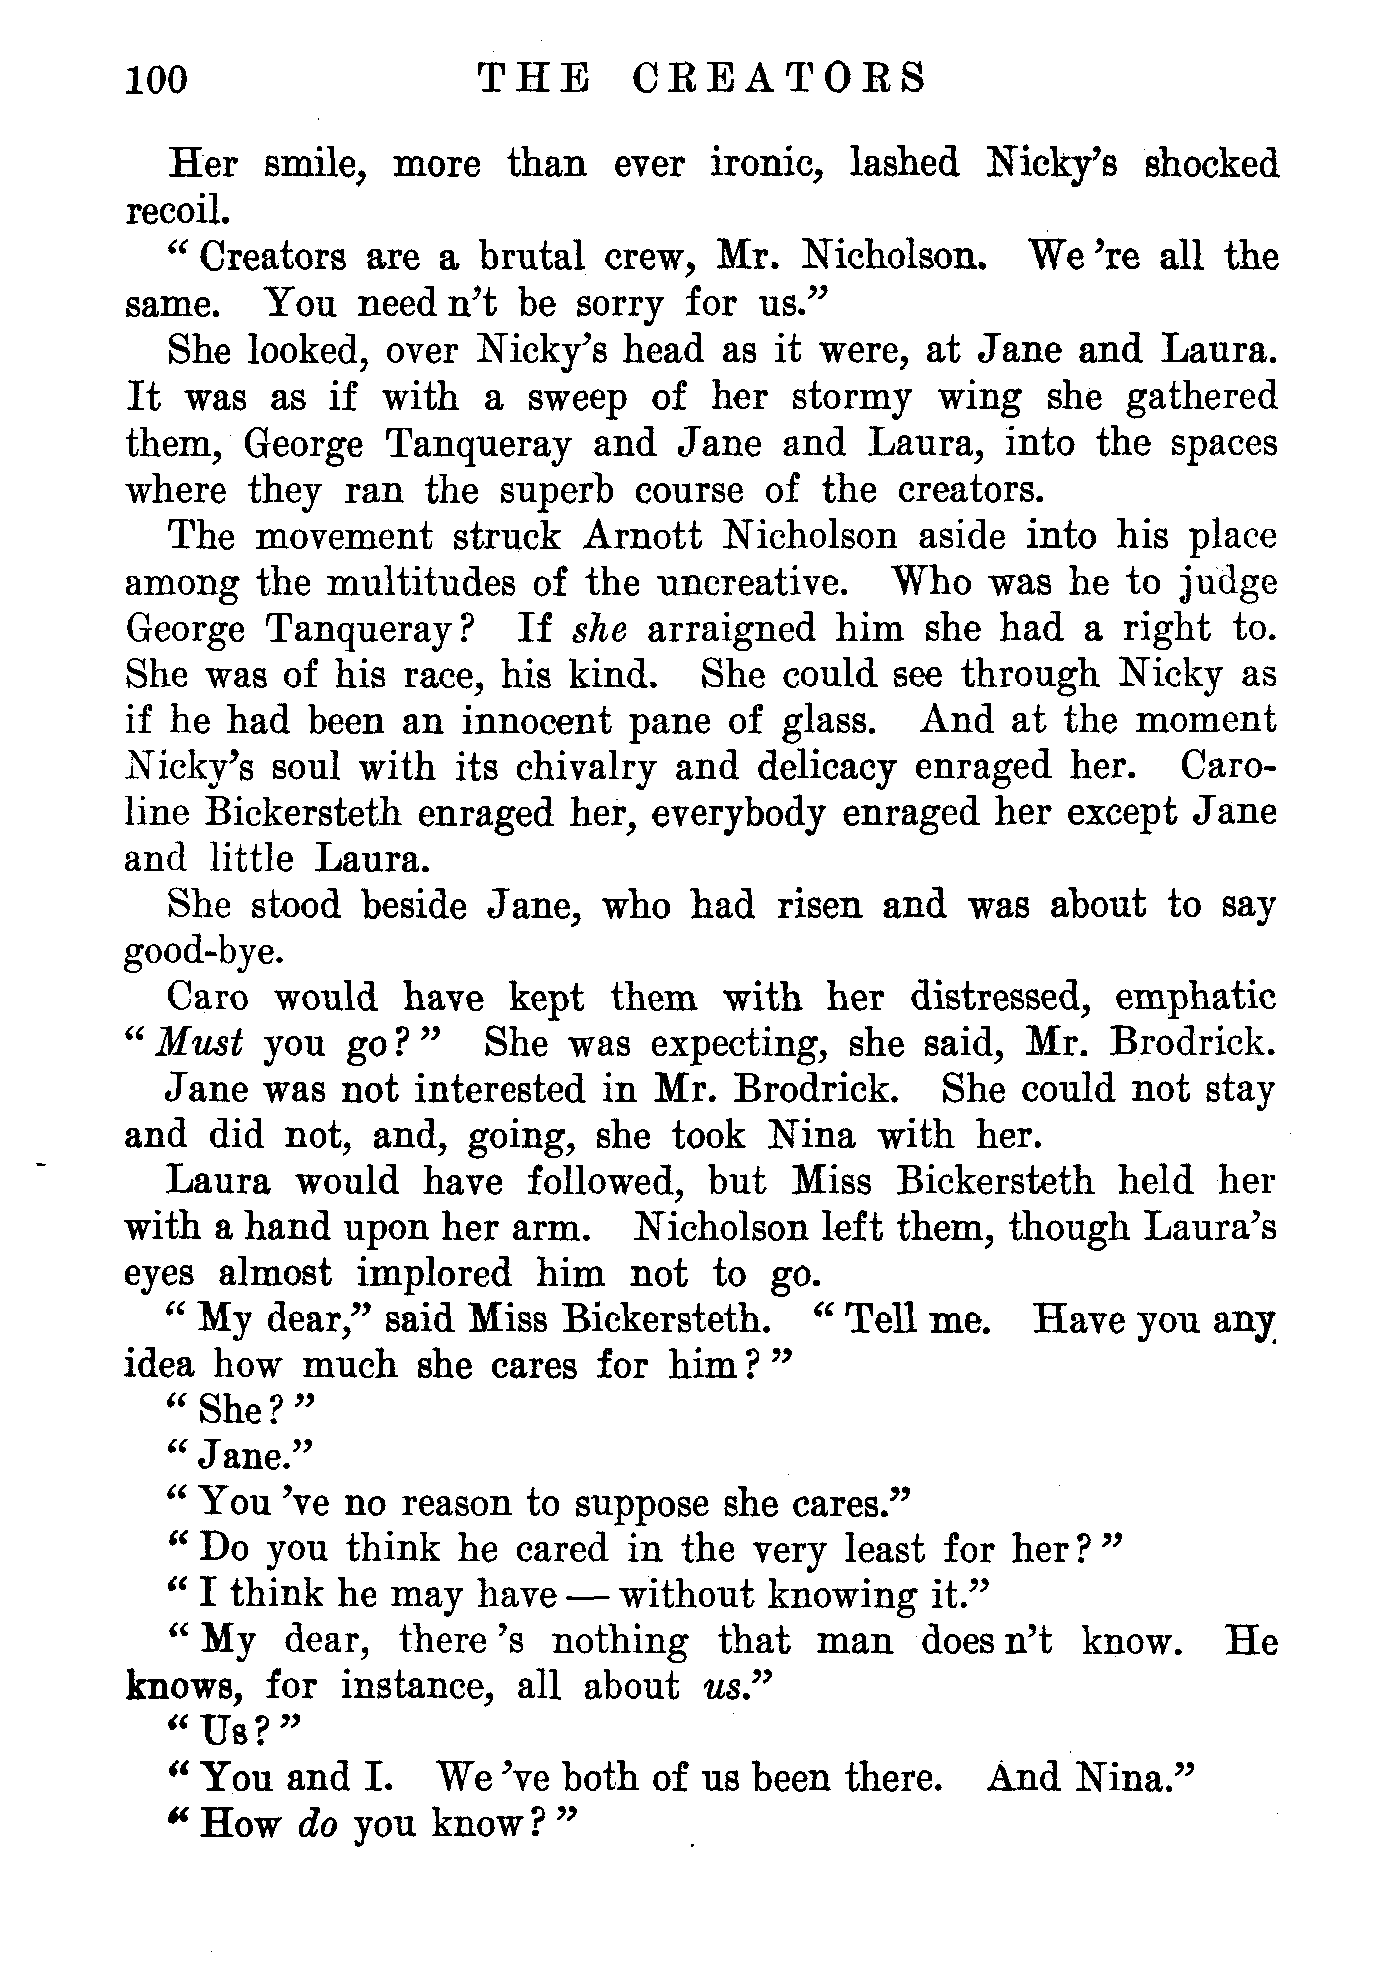 100 THE CREATORS
Her smile, more than ever ironic, lashed Nicky's shocked
recoil.
" Creators are a brutal crew, Mr. Nicholson. We 're all the
same. You need n't be sorry for us."
She looked, over Nicky's head as it were, at Jane and Laura.
It was as if with a sweep of her stormy wing she gathered
them, George Tanqueray and Jane and Laura, into the spaces
where they ran the superb course of the creators.
The movement struck Arnott Nicholson aside into his place
among the multitudes of the uncreative. Who was he to judge
George Tanqueray? If she arraigned him she had a right to.
She was of his race, his kind. She could see through Nicky as
if he had been an innocent pane of glass. And at the moment
Nicky's soul with its chivalry and delicacy enraged her. Caro-
line Bickersteth enraged her, everybody enraged her except Jane
and little Laura.
She stood beside Jane, who had risen and was about to say
good-bye.
Caro would have kept them with her distressed, emphatic
" Must you go? " She was expecting, she said, Mr. Brodrick.
Jane was not interested in Mr. Brodrick. She could not stay
and did not, and, going, she took Nina with her.
Laura would have followed, but Miss Bickersteth held her
with a hand upon her arm. Nicholson left them, though Laura's
eyes almost implored him not to go.
" My dear," said Miss Bickersteth. " Tell me. Have you any
idea how much she cares for him? "
" She? "
" Jane."
" You 've no reason to suppose she cares."
" Do you think he cared in the very least for her? "
" I think he may have — without knowing it."
" My dear, there 's nothing that man does n't know. He
knows, for instance, all about us."
" Us? "
" You and I. We 've both of us been there. And Nina."
" How do you know? "